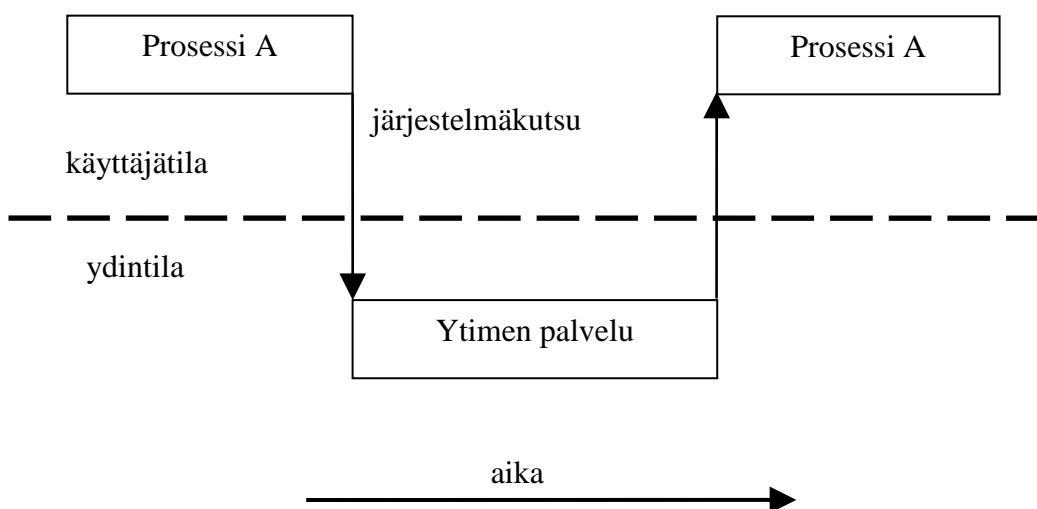 Prosessi A
Prosessi A
järjestelmäkutsu
käyttäjätila
ydintila
Ytimen palvelu
aika